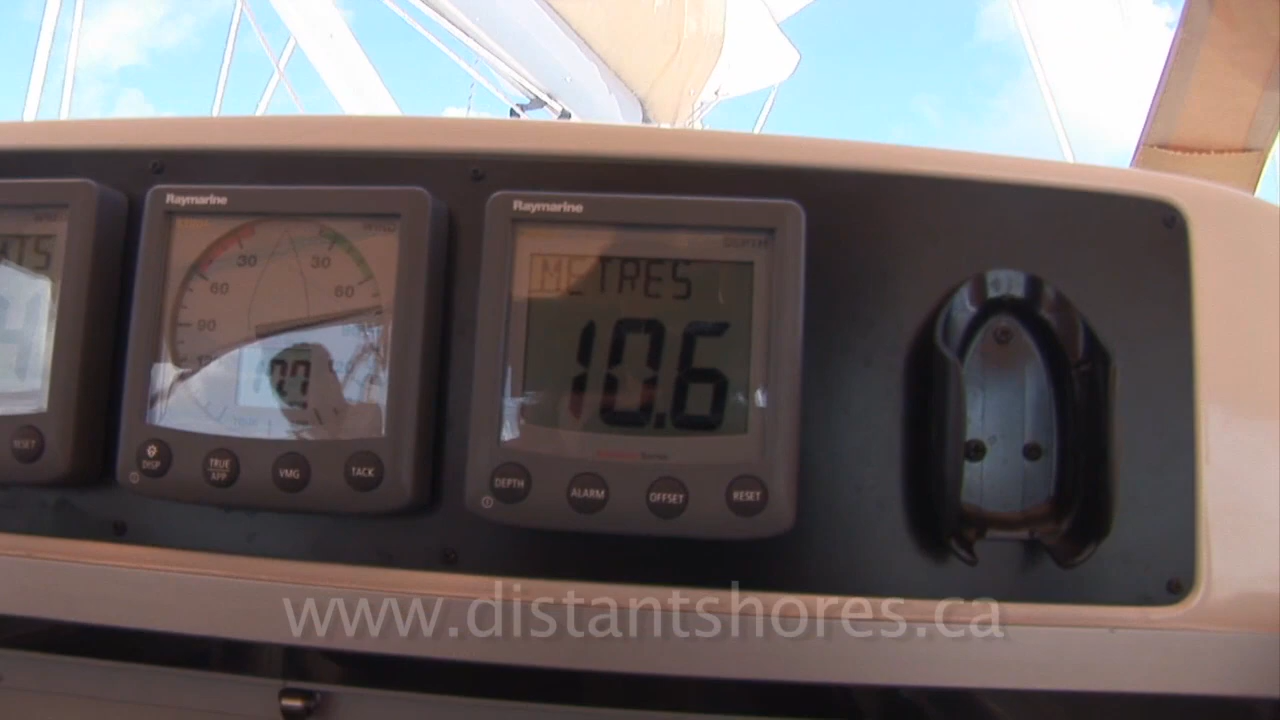 Raymarine
30 30
60 60
90
DISP
TRUE
APP
VMG
TACK
Raymarine
DEPTH
METRES
10.6
DEPTH
ALARM
OFFSET
RESET
RESET
www.distantshores.ca